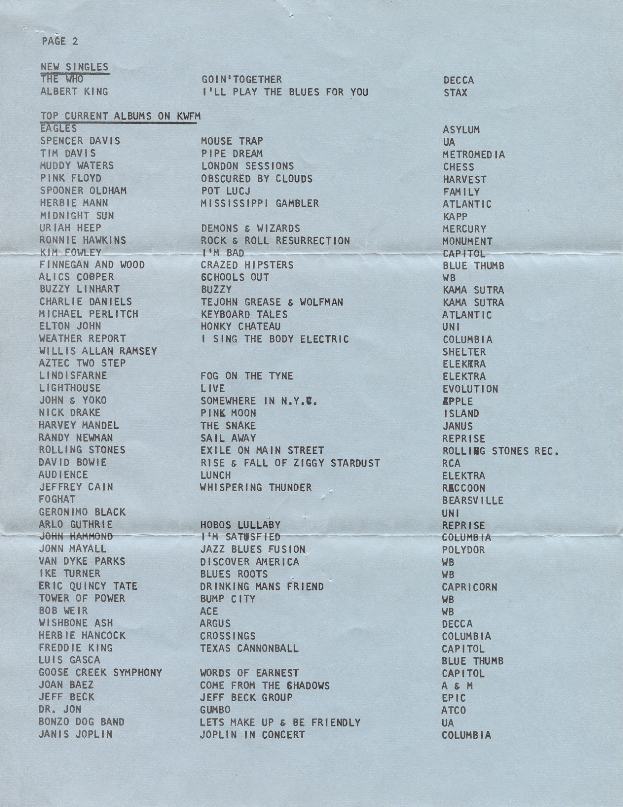 PAGE 2
NEW SINGLES
THE WHO GOIN'TOGETHER DECCA
ALBERT KING I'LL PLAY THE BLUES FOR YOU STAX
TOP CURRENT ALBUMS ON KWFM
EAGLES ASYLUM
SPENCER DAVIS MOUSE TRAP UA
TIM DAVIS PIPE DREAM METROMEDIA
MUDDY WATERS LONDON SESSIONS CHESS
PINK FLOYD OBSCURED BY CLOUDS HARVEST
SPOONER OLDHAM POT LUCJ FAMILY
HERBIE MANN MISSISSIPPI GAMBLER ATLANTIC
MIDNIGHT SUN KAPP
URIAH HEEP DEMONS & WIZARDS MERCURY
RONNIE HAWKINS ROCK & ROLL RESURRECTION MONUMENT
KIM FOWLEY I'M BAD CAPITOL
FINNEGAN AND WOOD CRAZED HIPSTERS BLUE THUMB
ALICS COOPER SCHOOLS OUT WB
BUZZY LINHART BUZZY KAMA SUTRA
CHARLIE DANIELS TEJOHN GREASE & WOLFMAN KAMA SUTRA
MICHAEL PERLITCH KEYBOARD TALES ATLANTIC
ELTON JOHN HONKY CHATEAU UNI
WEATHER REPORT I SING THE BODY ELECTRIC COLUMBIA
WILLIS ALLAN RAMSEY SHELTER
AZTEC TWO STEP ELEKTRA
LINDISFARNE FOG ON THE TYNE ELEKTRA
LIGHTHOUSE LIVE EVOLUTION
JOHN & YOKO SOMEWHERE IN N.Y.C. APPLE
NICK DRAKE PINK MOON ISLAND
HARVEY MANDEL THE SNAKE JANUS
RANDY NEWMAN SAIL AWAY REPRISE
ROLLING STONES EXILE ON MAIN STREET ROLLING STONES REC.
DAVID BOWIE RISE & FALL OF ZIGGY STARDUST RCA
AUDIENCE LUNCH ELEKTRA
JEFFREY CAIN WHISPERING THUNDER RACCOON
FOGHAT BEARSVILLE
GERONIMO BLACK UNI
ARLO GUTHRIE HOBOS LULLABY REPRISE
JOHN HAMMOND I'M SATISFIED COLUMBIA
JONN MAYALL JAZZ BLUES FUSION POLYDOR
VAN DYKE PARKS DISCOVER AMERICA WB
IKE TURNER BLUES ROOTS WB
ERIC QUINCY TATE DRINKING MANS FRIEND CAPRICORN
TOWER OF POWER BUMP CITY WB
BOB WEIR ACE WB
WISHBONE ASH ARGUS DECCA
HERBIE HANCOCK CROSSINGS COLUMBIA
FREDDIE KING TEXAS CANNONBALL CAPITOL
LUIS GASCA BLUE THUMB
GOOSE CREEK SYMPHONY WORDS OF EARNEST CAPITOL
JOAN BAEZ COME FROM THE SHADOWS A & M
JEFF BECK JEFF BECK GROUP EPIC
DR. JON GUMBO ATCO
BONZO DOG BAND LETS MAKE UP & BE FRIENDLY UA
JANIS JOPLIN JOPLIN IN CONCERT COLUMBIA